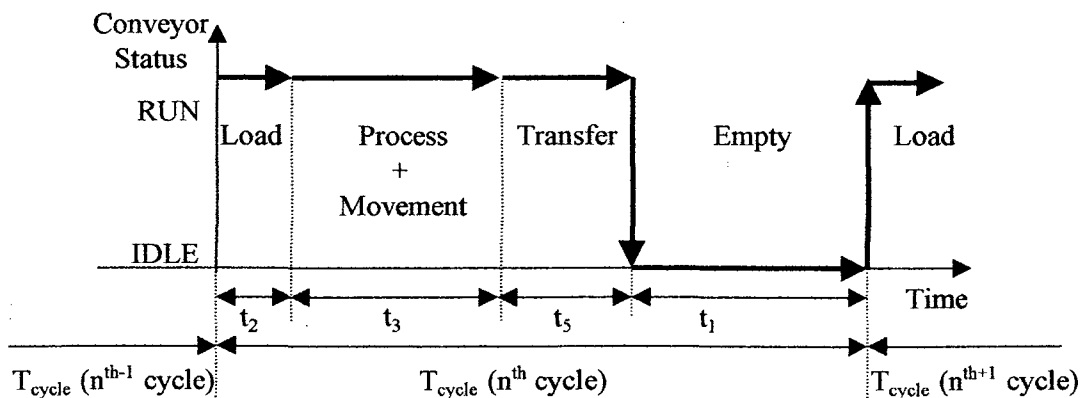 Conveyor
Status
RUN
Load
Process
+
Movement
Transfer
Empty
Load
IDLE
Time
t2
t3
t5
t1
Tcycle (nth-1 cycle)
Tcycle (nth cycle)
Tcycle (nth+1 cycle)